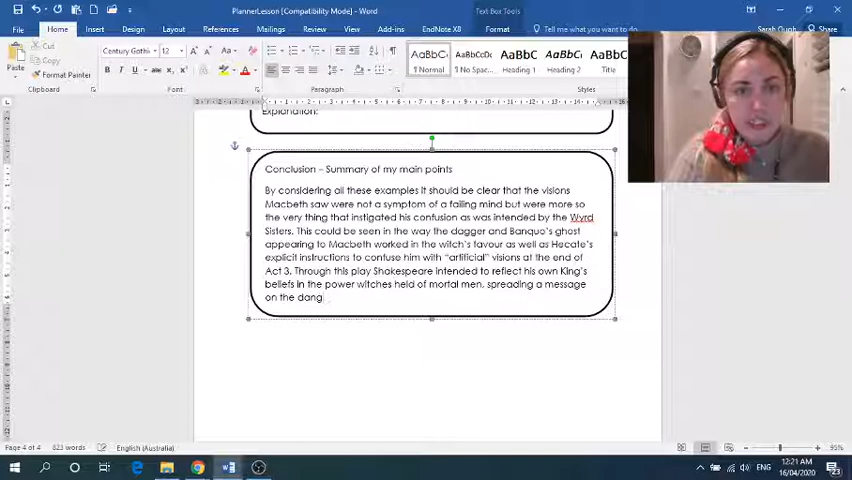 PlannerLesson [Compatibility Mode] - Word
Text Box Tools
Sarah Ough
File Home Insert Draw Design Layout References Mailings Review View EndNote X8 Format Tell me what you want to do Share
Cut
Copy
Format Painter
Paste
Clipboard
Century Gothi 12
Font
Paragraph
AaBbC AaBbCcDc AaBbC AaBbCc AaBbC
¶ Normal ¶ No Spac... Heading 1 Heading 2 Title
Styles
Explanation:
Conclusion – Summary of my main points
By considering all these examples it should be clear that the visions
Macbeth saw were not a symptom of a failing mind but were more so
the very thing that instigated his confusion as was intended by the Wyrd
Sisters. This could be seen in the way the dagger and Banquo's ghost
appearing to Macbeth worked in the witch's favour as well as Hecate's
explicit instructions to confuse him with "artificial" visions at the end of
Act 3. Through this play Shakespeare intended to reflect his own King's
beliefs in the power witches held of mortal men, spreading a message
on the dang
Page 4 of 4 823 words English (Australia) 95%
ENG 12:21 AM
16/04/2020
23